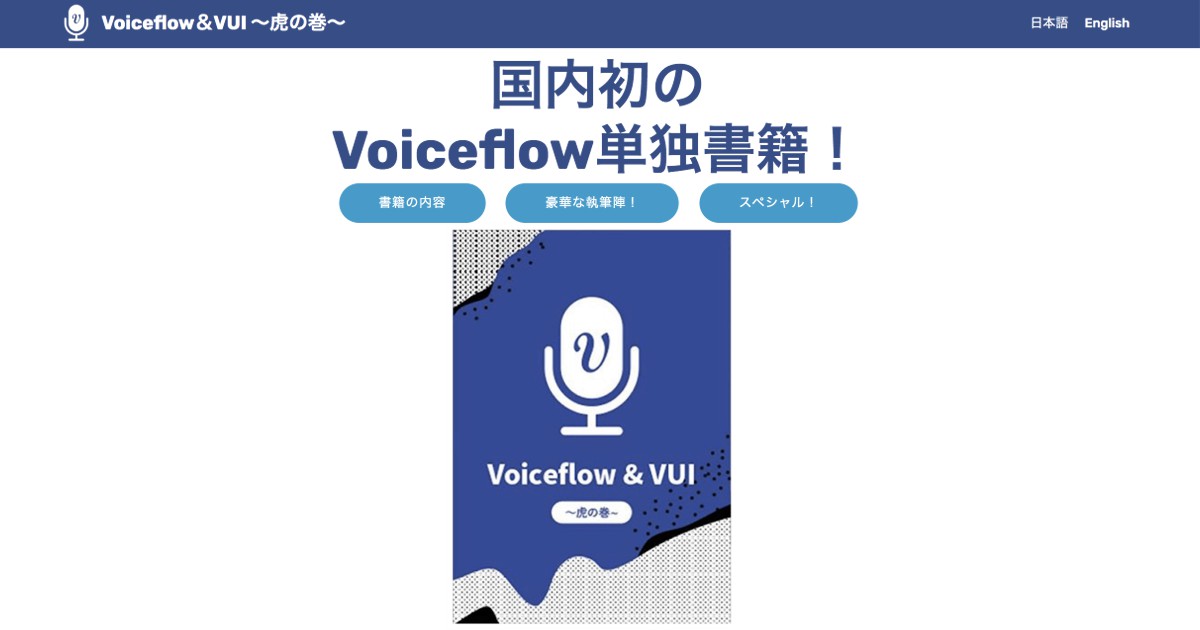 Voiceflow&VUI 〜虎の巻〜
日本語 English
国内初の
Voiceflow単独書籍！
書籍の内容
豪華な執筆陣！
スペシャル！
v
Voiceflow & VUI
〜虎の巻〜